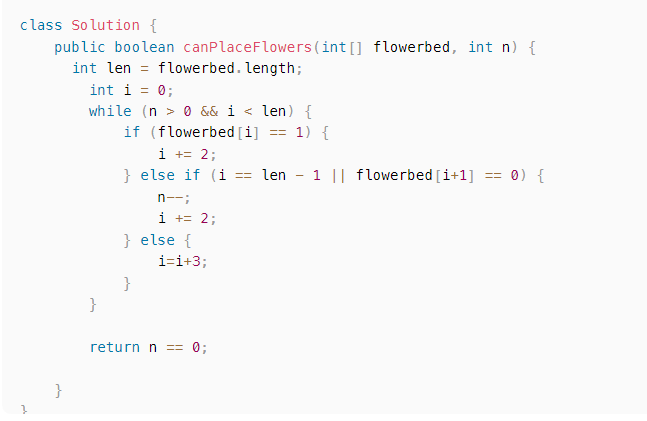 class Solution {
    public boolean canPlaceFlowers(int[] flowerbed, int n) {
      int len = flowerbed.length;
        int i = 0;
        while (n > 0 && i < len) {
            if (flowerbed[i] == 1) {
                i += 2;
            } else if (i == len - 1 || flowerbed[i+1] == 0) {
                n--;
                i += 2;
            } else {
                i=i+3;
            }
        }
        return n == 0;
    }
}